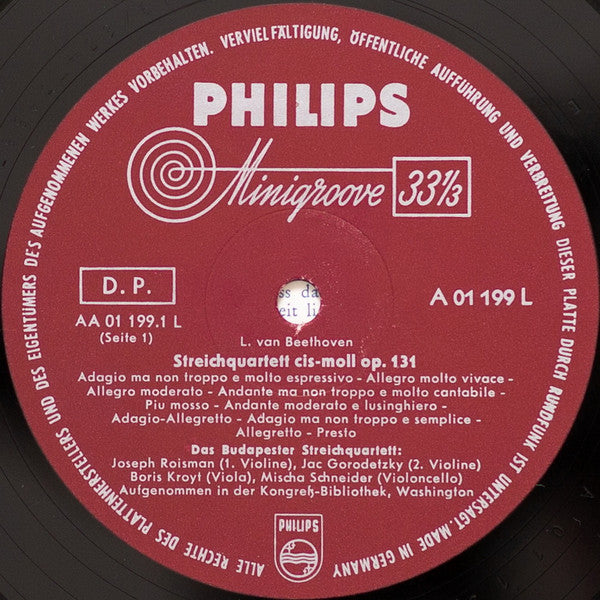 ALLE RECHTE DES PLATTENHERSTELLERS UND DES EIGENTÜMERS DES AUFGENOMMENEN WERKES VORBEHALTEN. VERVIELFÄLTIGUNG, ÖFFENTLICHE AUFFÜHRUNG UND VERBREITUNG DIESER PLATTE DURCH RUNDFUNK IST UNTERSAGT. MADE IN GERMANY
PHILIPS
Minigroove 33⅓
D. P.
A 01 199 L
AA 01 199.1 L
(Seite 1)
ss da
eit li
L. van Beethoven
Streichquartett cis-moll op. 131
Adagio ma non troppo e molto espressivo - Allegro molto vivace -
Allegro moderato - Andante ma non troppo e molto cantabile -
Piu mosso - Andante moderato e lusinghiero -
Adagio-Allegretto - Adagio ma non troppo e semplice -
Allegretto - Presto
Das Budapester Streichquartett:
Joseph Roisman (1. Violine), Jac Gorodetzky (2. Violine)
Boris Kroyt (Viola), Mischa Schneider (Violoncello)
Aufgenommen in der Kongreß-Bibliothek, Washington
PHILIPS